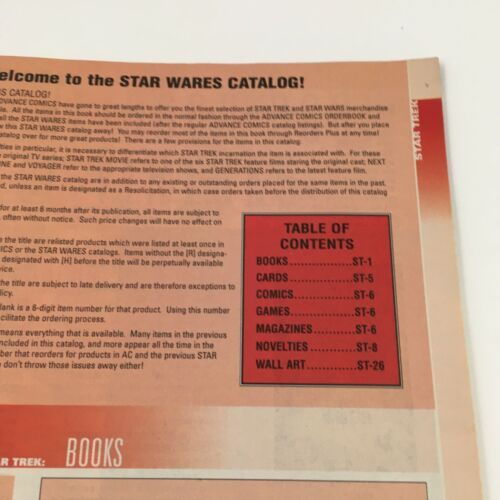 elcome to the STAR WARES CATALOG!
S CATALOG!
DVANCE COMICS have gone to great lengths to offer you the finest selection of STAR TREK and STAR WARS merchandise
le. All the items in this book should be ordered in the normal fashion through the ADVANCE COMICS ORDERBOOK and
all the STAR WARES items have been included (after the regular ADVANCE COMICS catalog listings). But after you place
w this STAR WARES catalog away! You may reorder most of the items in this book through Reorders Plus at any time!
atalog over for more great products! There are a few provisions for the items in this catalog:
ties in particular, it is necessary to differentiate which STAR TREK incarnation the item is associated with. For these
original TV series; STAR TREK MOVIE refers to one of the six STAR TREK feature films staring the original cast; NEXT
INE and VOYAGER refer to the appropriate television shows, and GENERATIONS refers to the latest feature film.
the STAR WARES catalog are in addition to any existing or outstanding orders placed for the same items in the past.
d, unless an item is designated as a Resolicitation, in which case orders taken before the distribution of this catalog
for at least 6 months after its publication, all items are subject to
often without notice. Such price changes will have no effect on
e the title are relisted products which were listed at least once in
ICS or the STAR WARES catalogs. Items without the [R] designa-
designated with [H] before the title will be perpetually available
vice.
the title are subject to late delivery and are therefore exceptions to
licy.
lank is a 6-digit item number for that product. Using this number
cilitate the ordering process.
means everything that is available. Many items in the previous
included in this catalog, and more appear all the time in the
ber that reorders for products in AC and the previous STAR
don't throw those issues away either!
TABLE OF
CONTENTS
BOOKS................ST-1
CARDS................ST-5
COMICS..............ST-6
GAMES...............ST-6
MAGAZINES.........ST-6
NOVELTIES..........ST-8
WALL ART...........ST-26
STAR TREK
R TREK: BOOKS